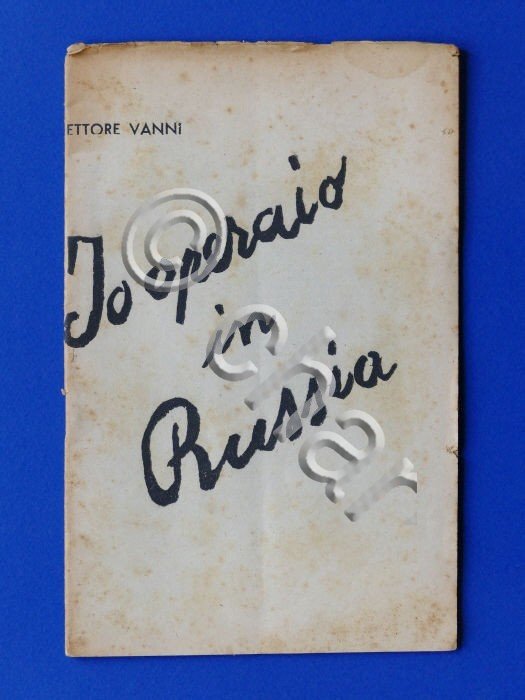 ETTORE VANNI
Io operaio
in
Russia